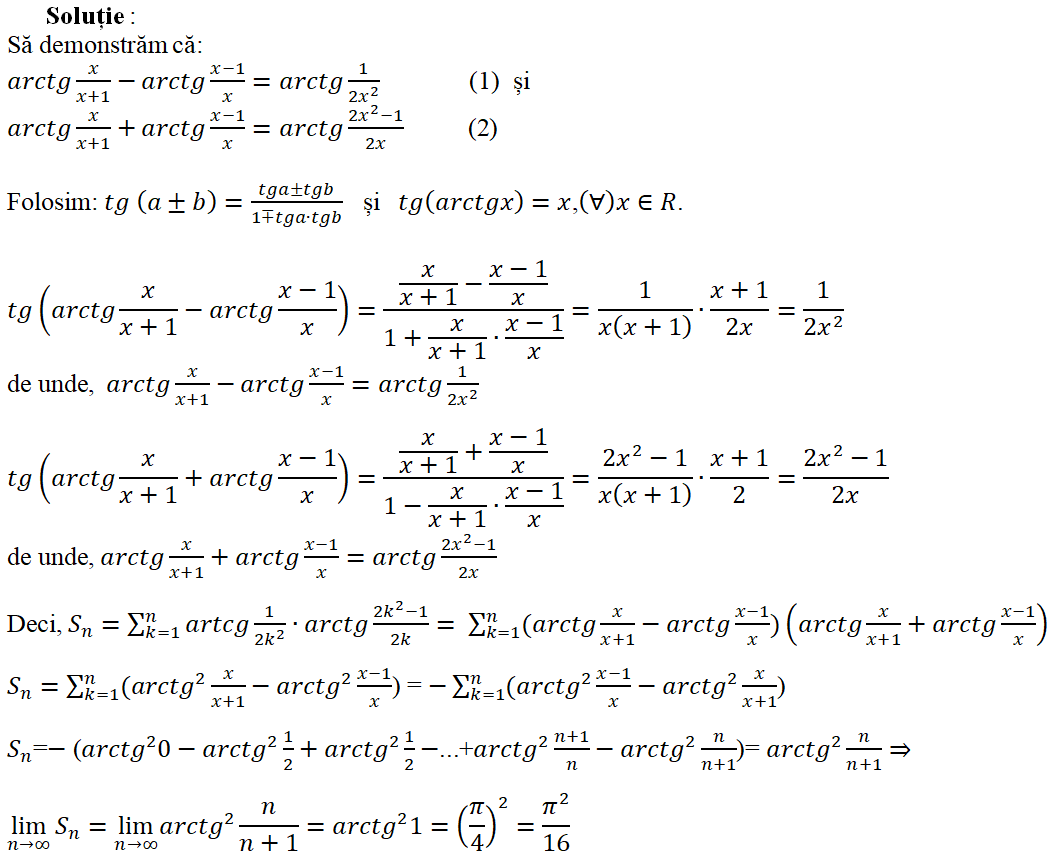 Soluție :
Să demonstrăm că:
arctg x/(x+1) − arctg (x−1)/x = arctg 1/(2x²) (1) și
arctg x/(x+1) + arctg (x−1)/x = arctg (2x²−1)/(2x) (2)
Folosim: tg (a ± b) = (tga±tgb)/(1∓tga·tgb) și tg(arctgx) = x,(∀)x ∈ R.
tg (arctg x/(x+1) − arctg (x−1)/x) = (x/(x+1) − (x−1)/x)/(1 + x/(x+1) · (x−1)/x) = 1/(x(x+1)) · (x+1)/(2x) = 1/(2x²)
de unde, arctg x/(x+1) − arctg (x−1)/x = arctg 1/(2x²)
tg (arctg x/(x+1) + arctg (x−1)/x) = (x/(x+1) + (x−1)/x)/(1 − x/(x+1) · (x−1)/x) = (2x²−1)/(x(x+1)) · (x+1)/2 = (2x²−1)/(2x)
de unde, arctg x/(x+1) + arctg (x−1)/x = arctg (2x²−1)/(2x)
Deci, Sₙ = ∑ₖ₌₁ⁿ artcg 1/(2k²) · arctg (2k²−1)/(2k) = ∑ₖ₌₁ⁿ(arctg x/(x+1) − arctg (x−1)/x) (arctg x/(x+1) + arctg (x−1)/x)
Sₙ = ∑ₖ₌₁ⁿ(arctg² x/(x+1) − arctg² (x−1)/x) = − ∑ₖ₌₁ⁿ(arctg² (x−1)/x − arctg² x/(x+1))
Sₙ=− (arctg²0 − arctg² 1/2 + arctg² 1/2 −…+arctg² (n+1)/n − arctg² n/(n+1))= arctg² n/(n+1) ⇒
lim n→∞ Sₙ = lim n→∞ arctg² n/(n+1) = arctg²1 = (π/4)² = π²/16